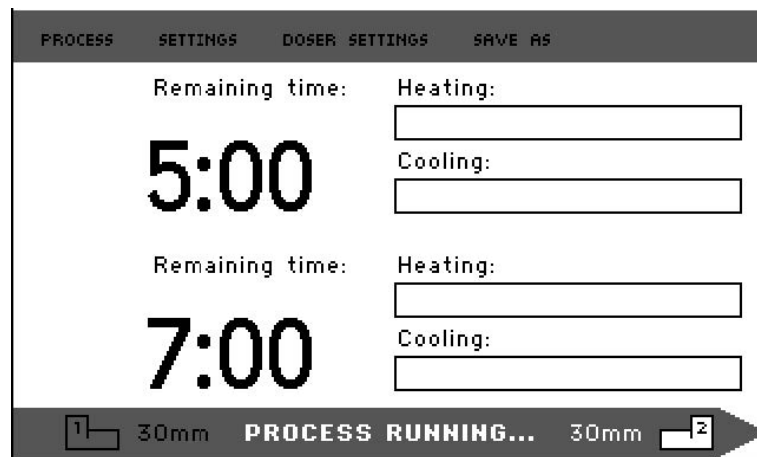 PROCESS SETTINGS DOSER SETTINGS SAVE AS
Remaining time: Heating:
5:00
Cooling:
Remaining time: Heating:
7:00
Cooling:
1 30mm PROCESS RUNNING... 30mm 2